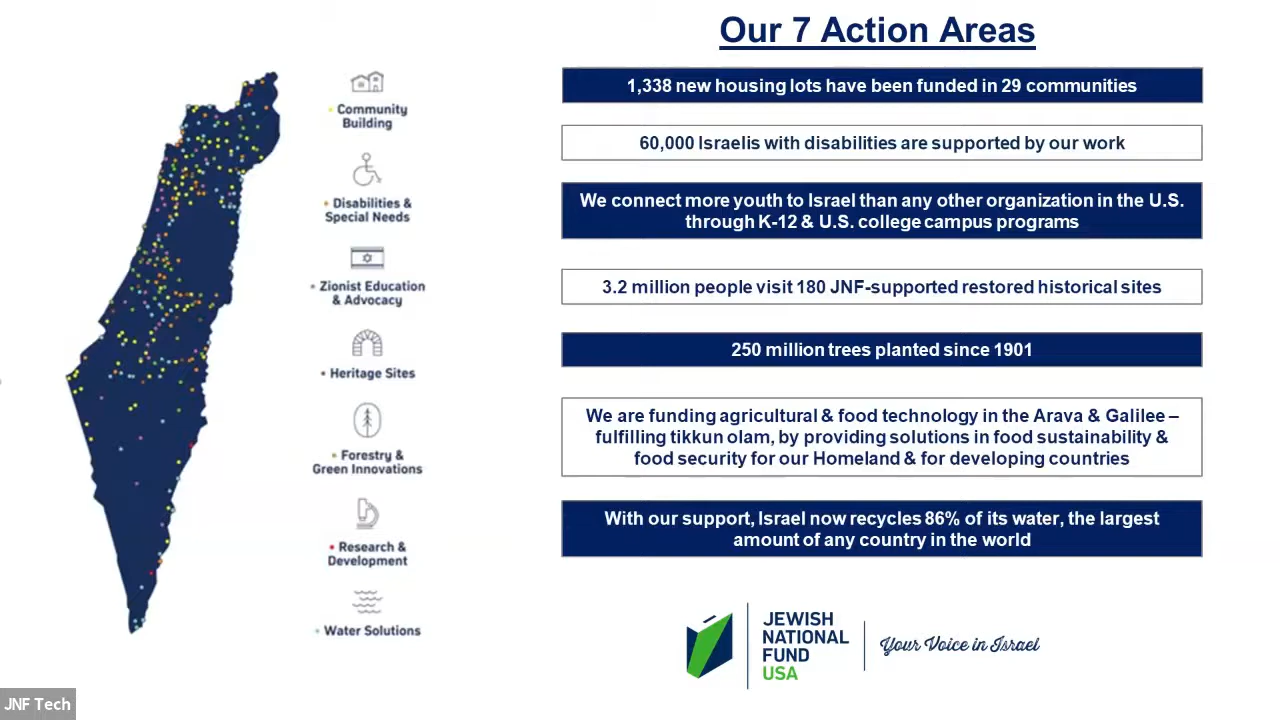 Our 7 Action Areas
• Community
Building
• Disabilities &
Special Needs
• Zionist Education
& Advocacy
• Heritage Sites
• Forestry &
Green Innovations
• Research &
Development
• Water Solutions
1,338 new housing lots have been funded in 29 communities
60,000 Israelis with disabilities are supported by our work
We connect more youth to Israel than any other organization in the U.S.
through K-12 & U.S. college campus programs
3.2 million people visit 180 JNF-supported restored historical sites
250 million trees planted since 1901
We are funding agricultural & food technology in the Arava & Galilee –
fulfilling tikkun olam, by providing solutions in food sustainability &
food security for our Homeland & for developing countries
With our support, Israel now recycles 86% of its water, the largest
amount of any country in the world
JEWISH
NATIONAL
FUND
USA
Your Voice in Israel
JNF Tech